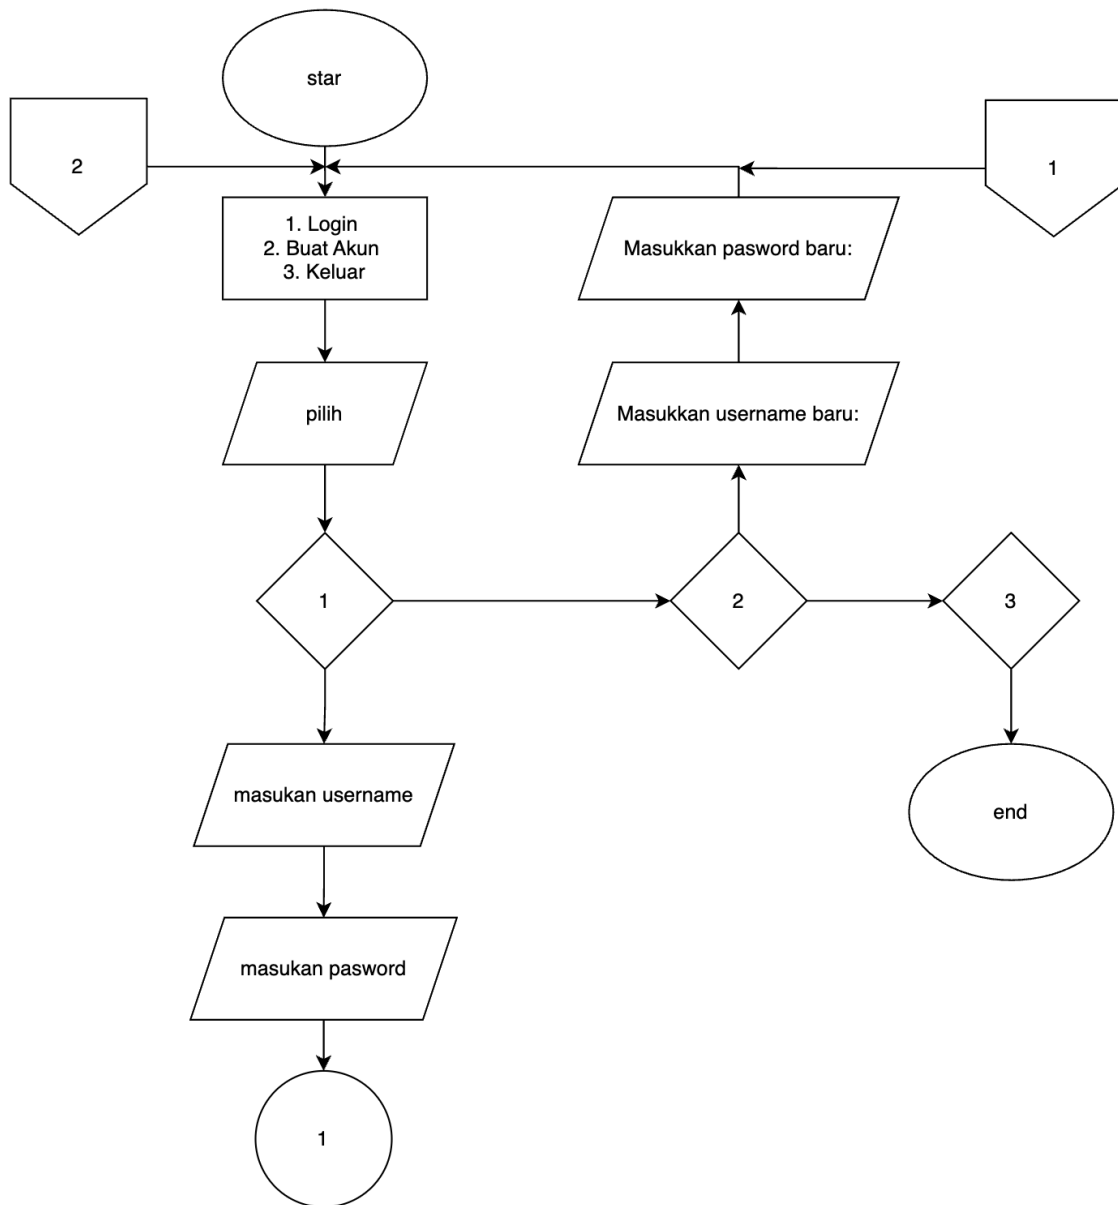 star
2
1
1. Login
2. Buat Akun
3. Keluar
Masukkan pasword baru:
pilih
Masukkan username baru:
1
2
3
masukan username
end
masukan pasword
1